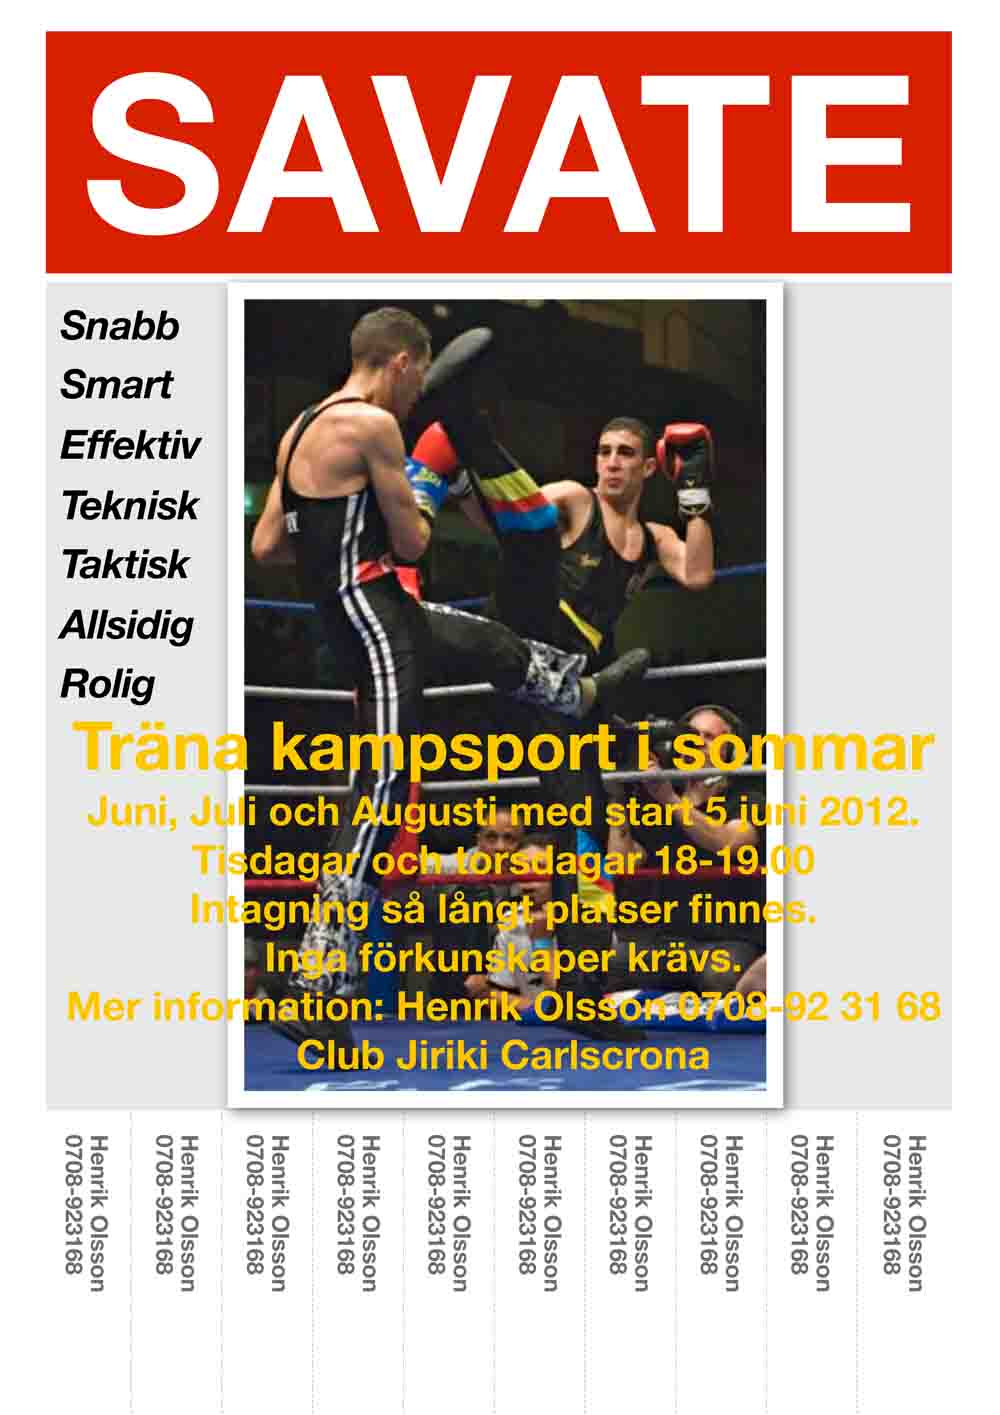 SAVATE
Snabb
Smart
Effektiv
Teknisk
Taktisk
Allsidig
Rolig
Träna kampsport i sommar
Juni, Juli och Augusti med start 5 juni 2012.
Tisdagar och torsdagar 18-19.00
Intagning så långt platser finnes.
Inga förkunskaper krävs.
Mer information: Henrik Olsson 0708-92 31 68
Club Jiriki Carlscrona
Henrik Olsson
0708-923168
Henrik Olsson
0708-923168
Henrik Olsson
0708-923168
Henrik Olsson
0708-923168
Henrik Olsson
0708-923168
Henrik Olsson
0708-923168
Henrik Olsson
0708-923168
Henrik Olsson
0708-923168
Henrik Olsson
0708-923168
Henrik Olsson
0708-923168